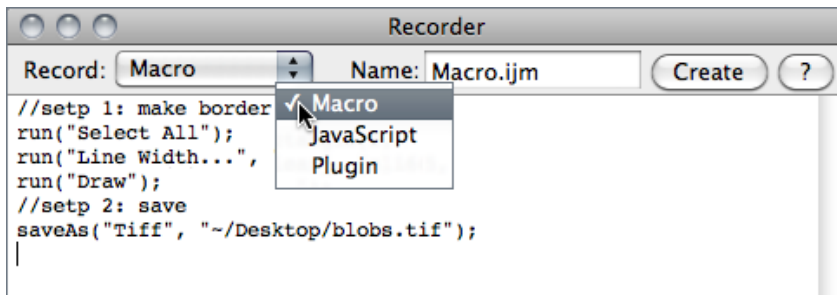 Recorder
Record: Macro Name: Macro.ijm Create ?
//setp 1: make border
run("Select All");
run("Line Width...",
run("Draw");
//setp 2: save
saveAs("Tiff", "~/Desktop/blobs.tif");
✓ Macro
JavaScript
Plugin